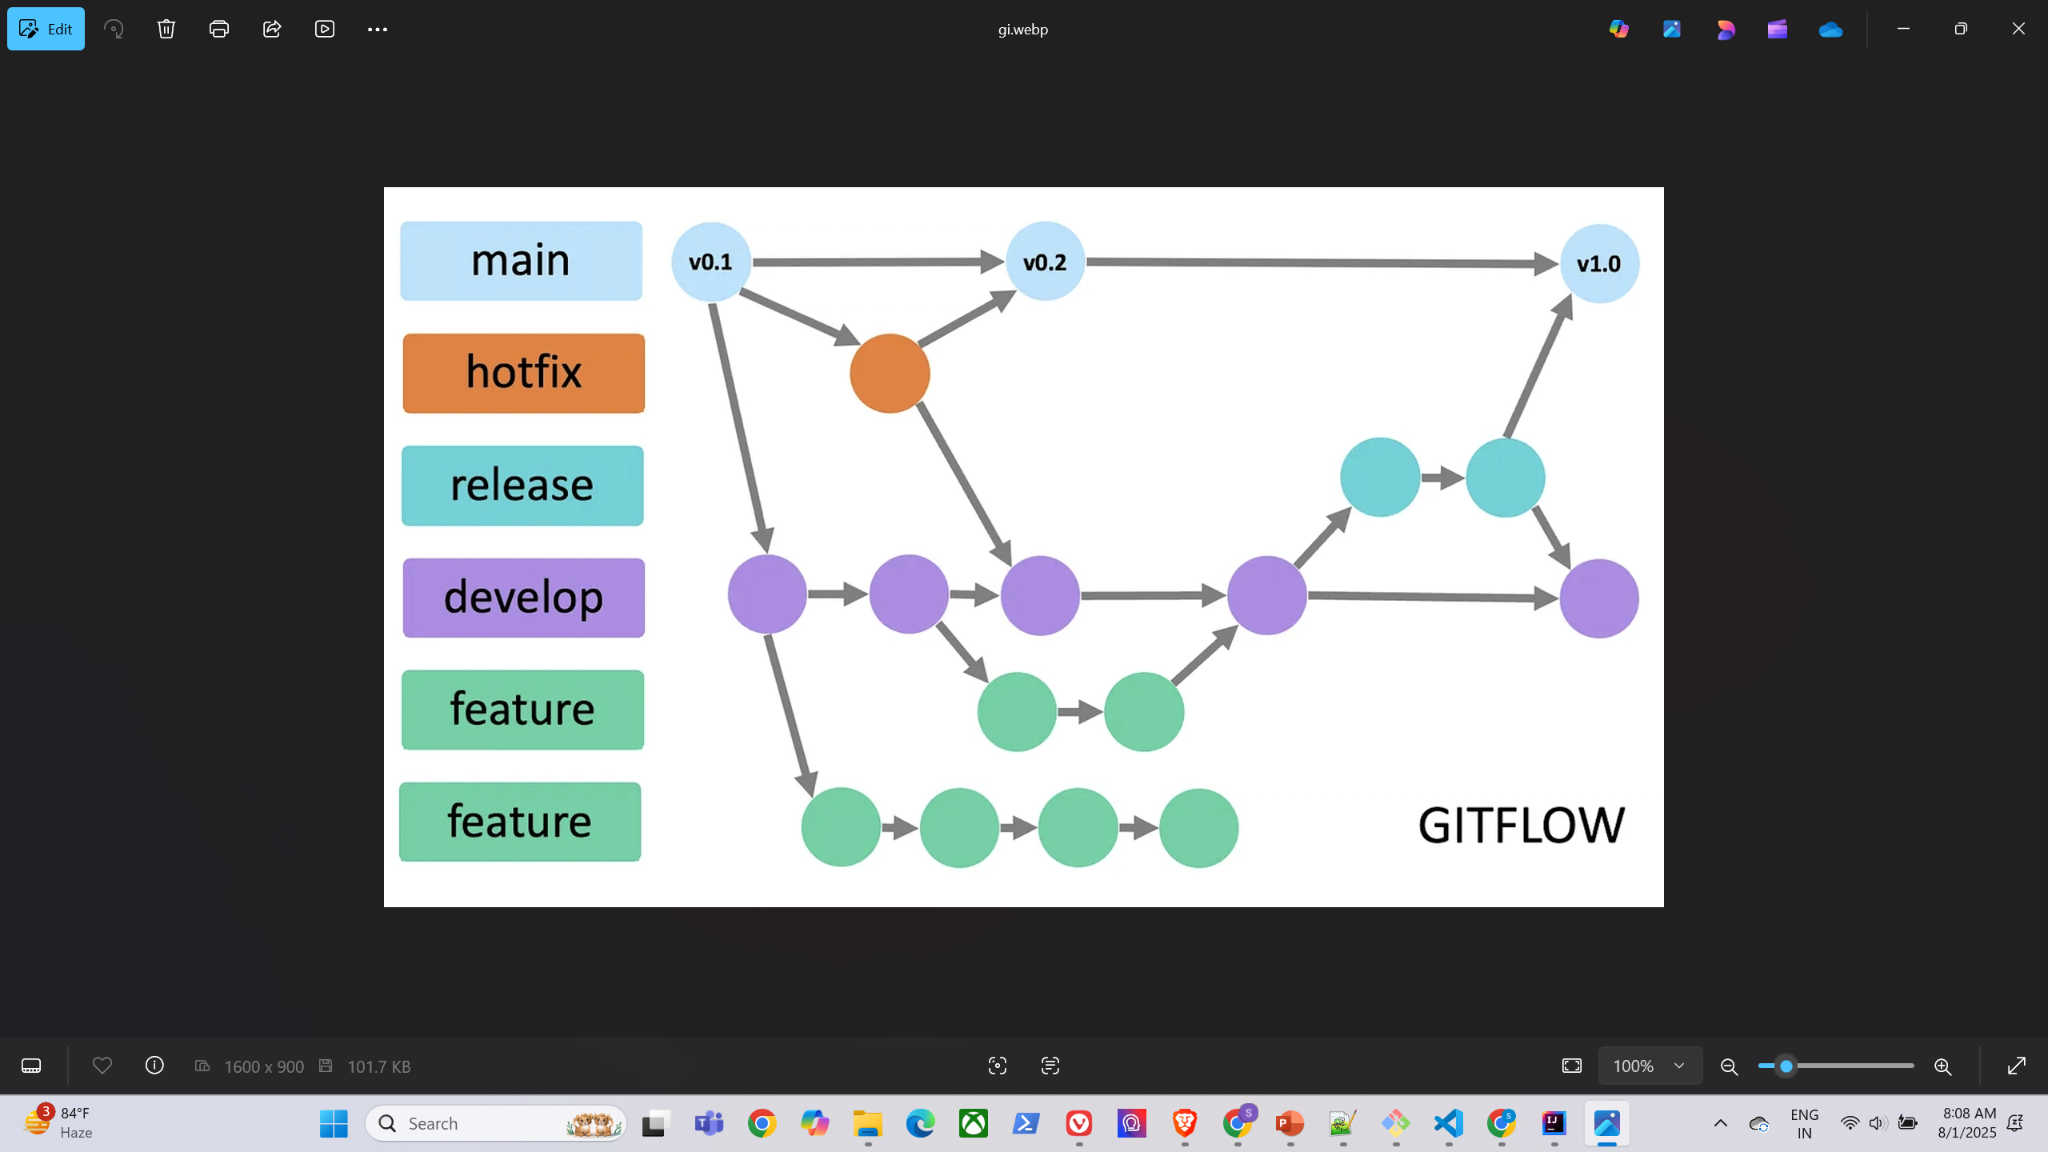 Edit
gi.webp
main
v0.1
v0.2
v1.0
hotfix
release
develop
feature
feature
GITFLOW
1600 x 900
101.7 KB
100%
3
84°F
Haze
Search
S
P
S
IJ
ENG
IN
8:08 AM
8/1/2025